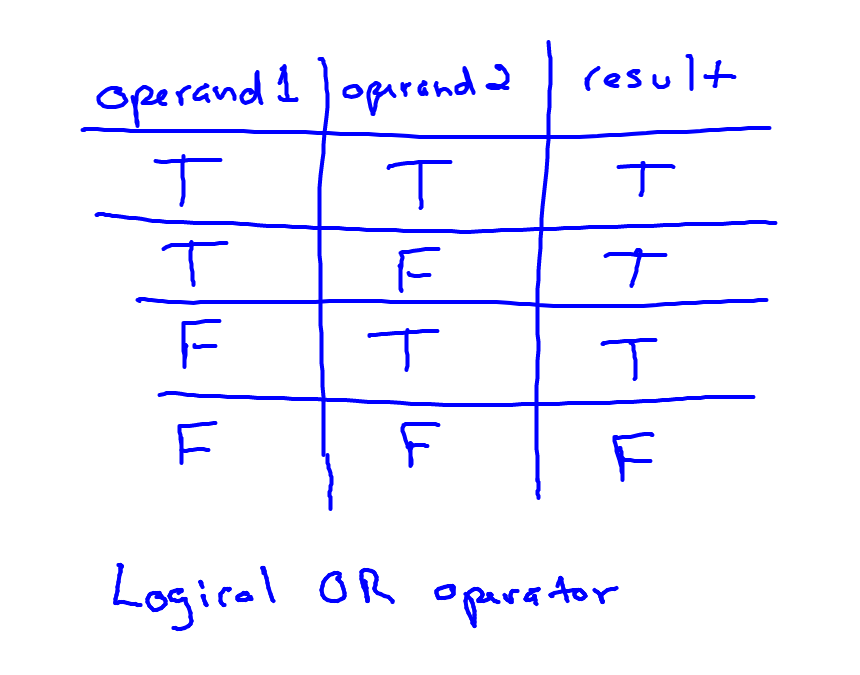 operand 1 operand 2 result
T T T
T F T
F T T
F F F
Logical OR operator